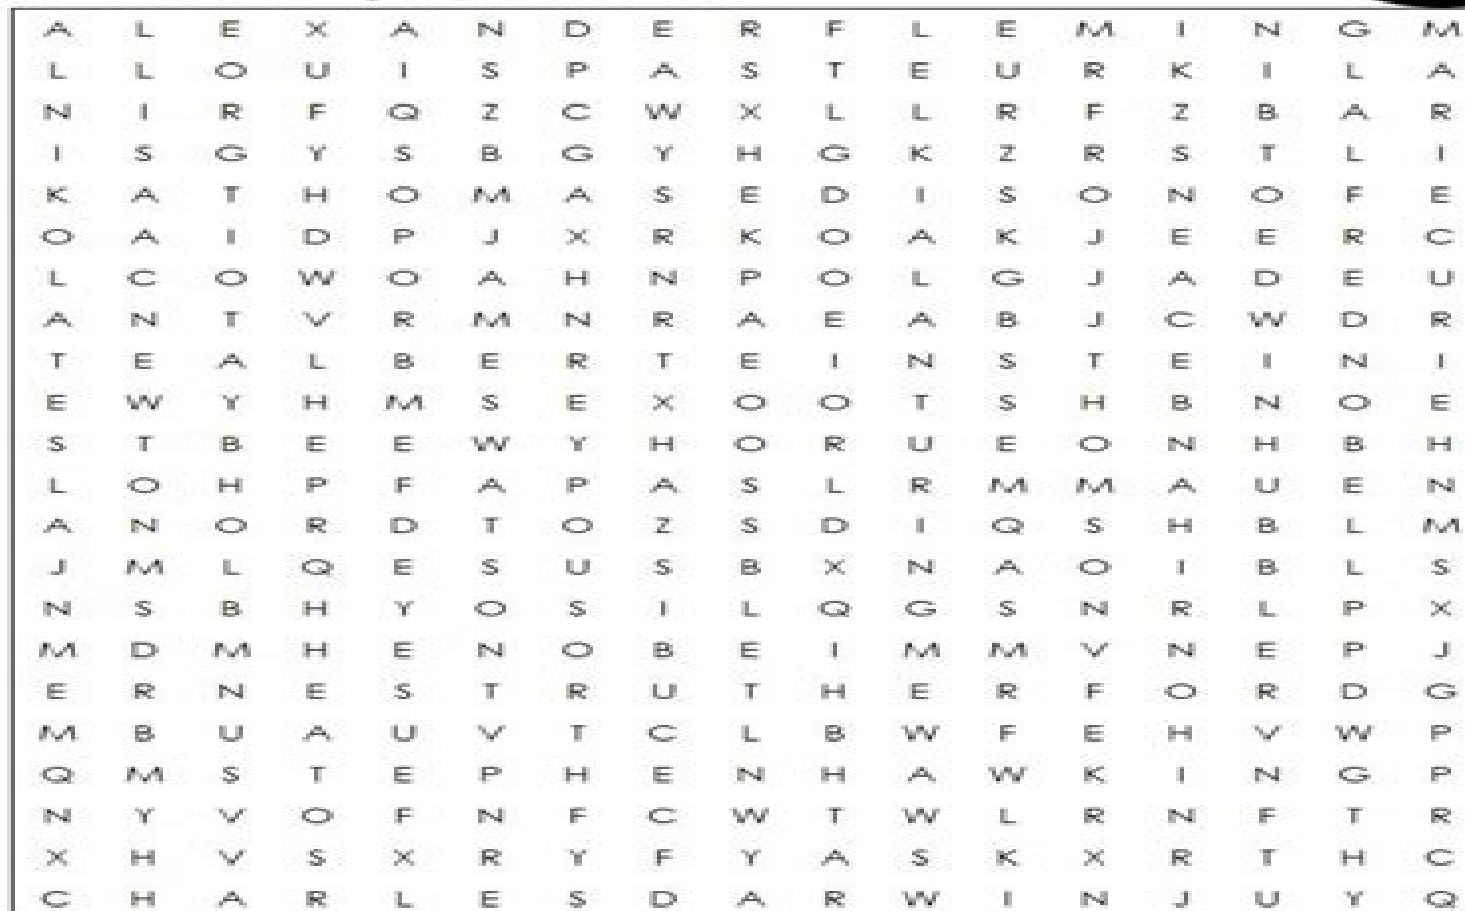 A L E X A N D E R F L E M I N G M
L L O U I S P A S T E U R K I L A
N I R F Q Z C W X L L R F Z B A R
I S G Y S B G Y H G K Z R S T L I
K A T H O M A S E D I S O N O F E
O A I D P J X R K O A K J E E R C
L C O W O A H N P O L G J A D E U
A N T V R M N R A E A B J C W D R
T E A L B E R T E I N S T E I N I
E W Y H M S E X O O T S H B N O E
S T B E E W Y H O R U E O N H B H
L O H P F A P A S L R M M A U E N
A N O R D T O Z S D I Q S H B L M
J M L Q E S U S B X N A O I B L S
N S B H Y O S I L Q G S N R L P X
M D M H E N O B E I M M V N E P J
E R N E S T R U T H E R F O R D G
M B U A U V T C L B W F E H V W P
Q M S T E P H E N H A W K I N G P
N Y V O F N F C W T W L R N F T R
X H V S X R Y F Y A S K X R T H C
C H A R L E S D A R W I N J U Y Q